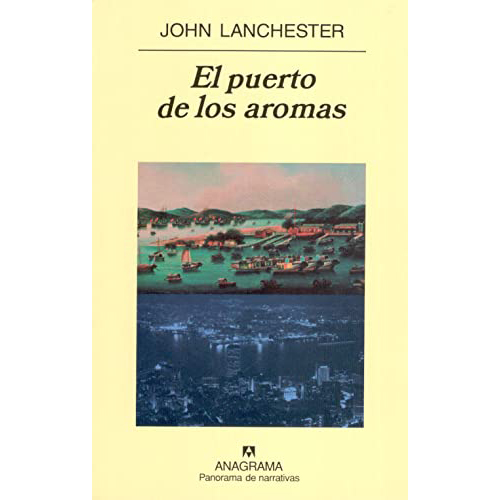 JOHN LANCHESTER
El puerto
de los aromas
ANAGRAMA
Panorama de narrativas